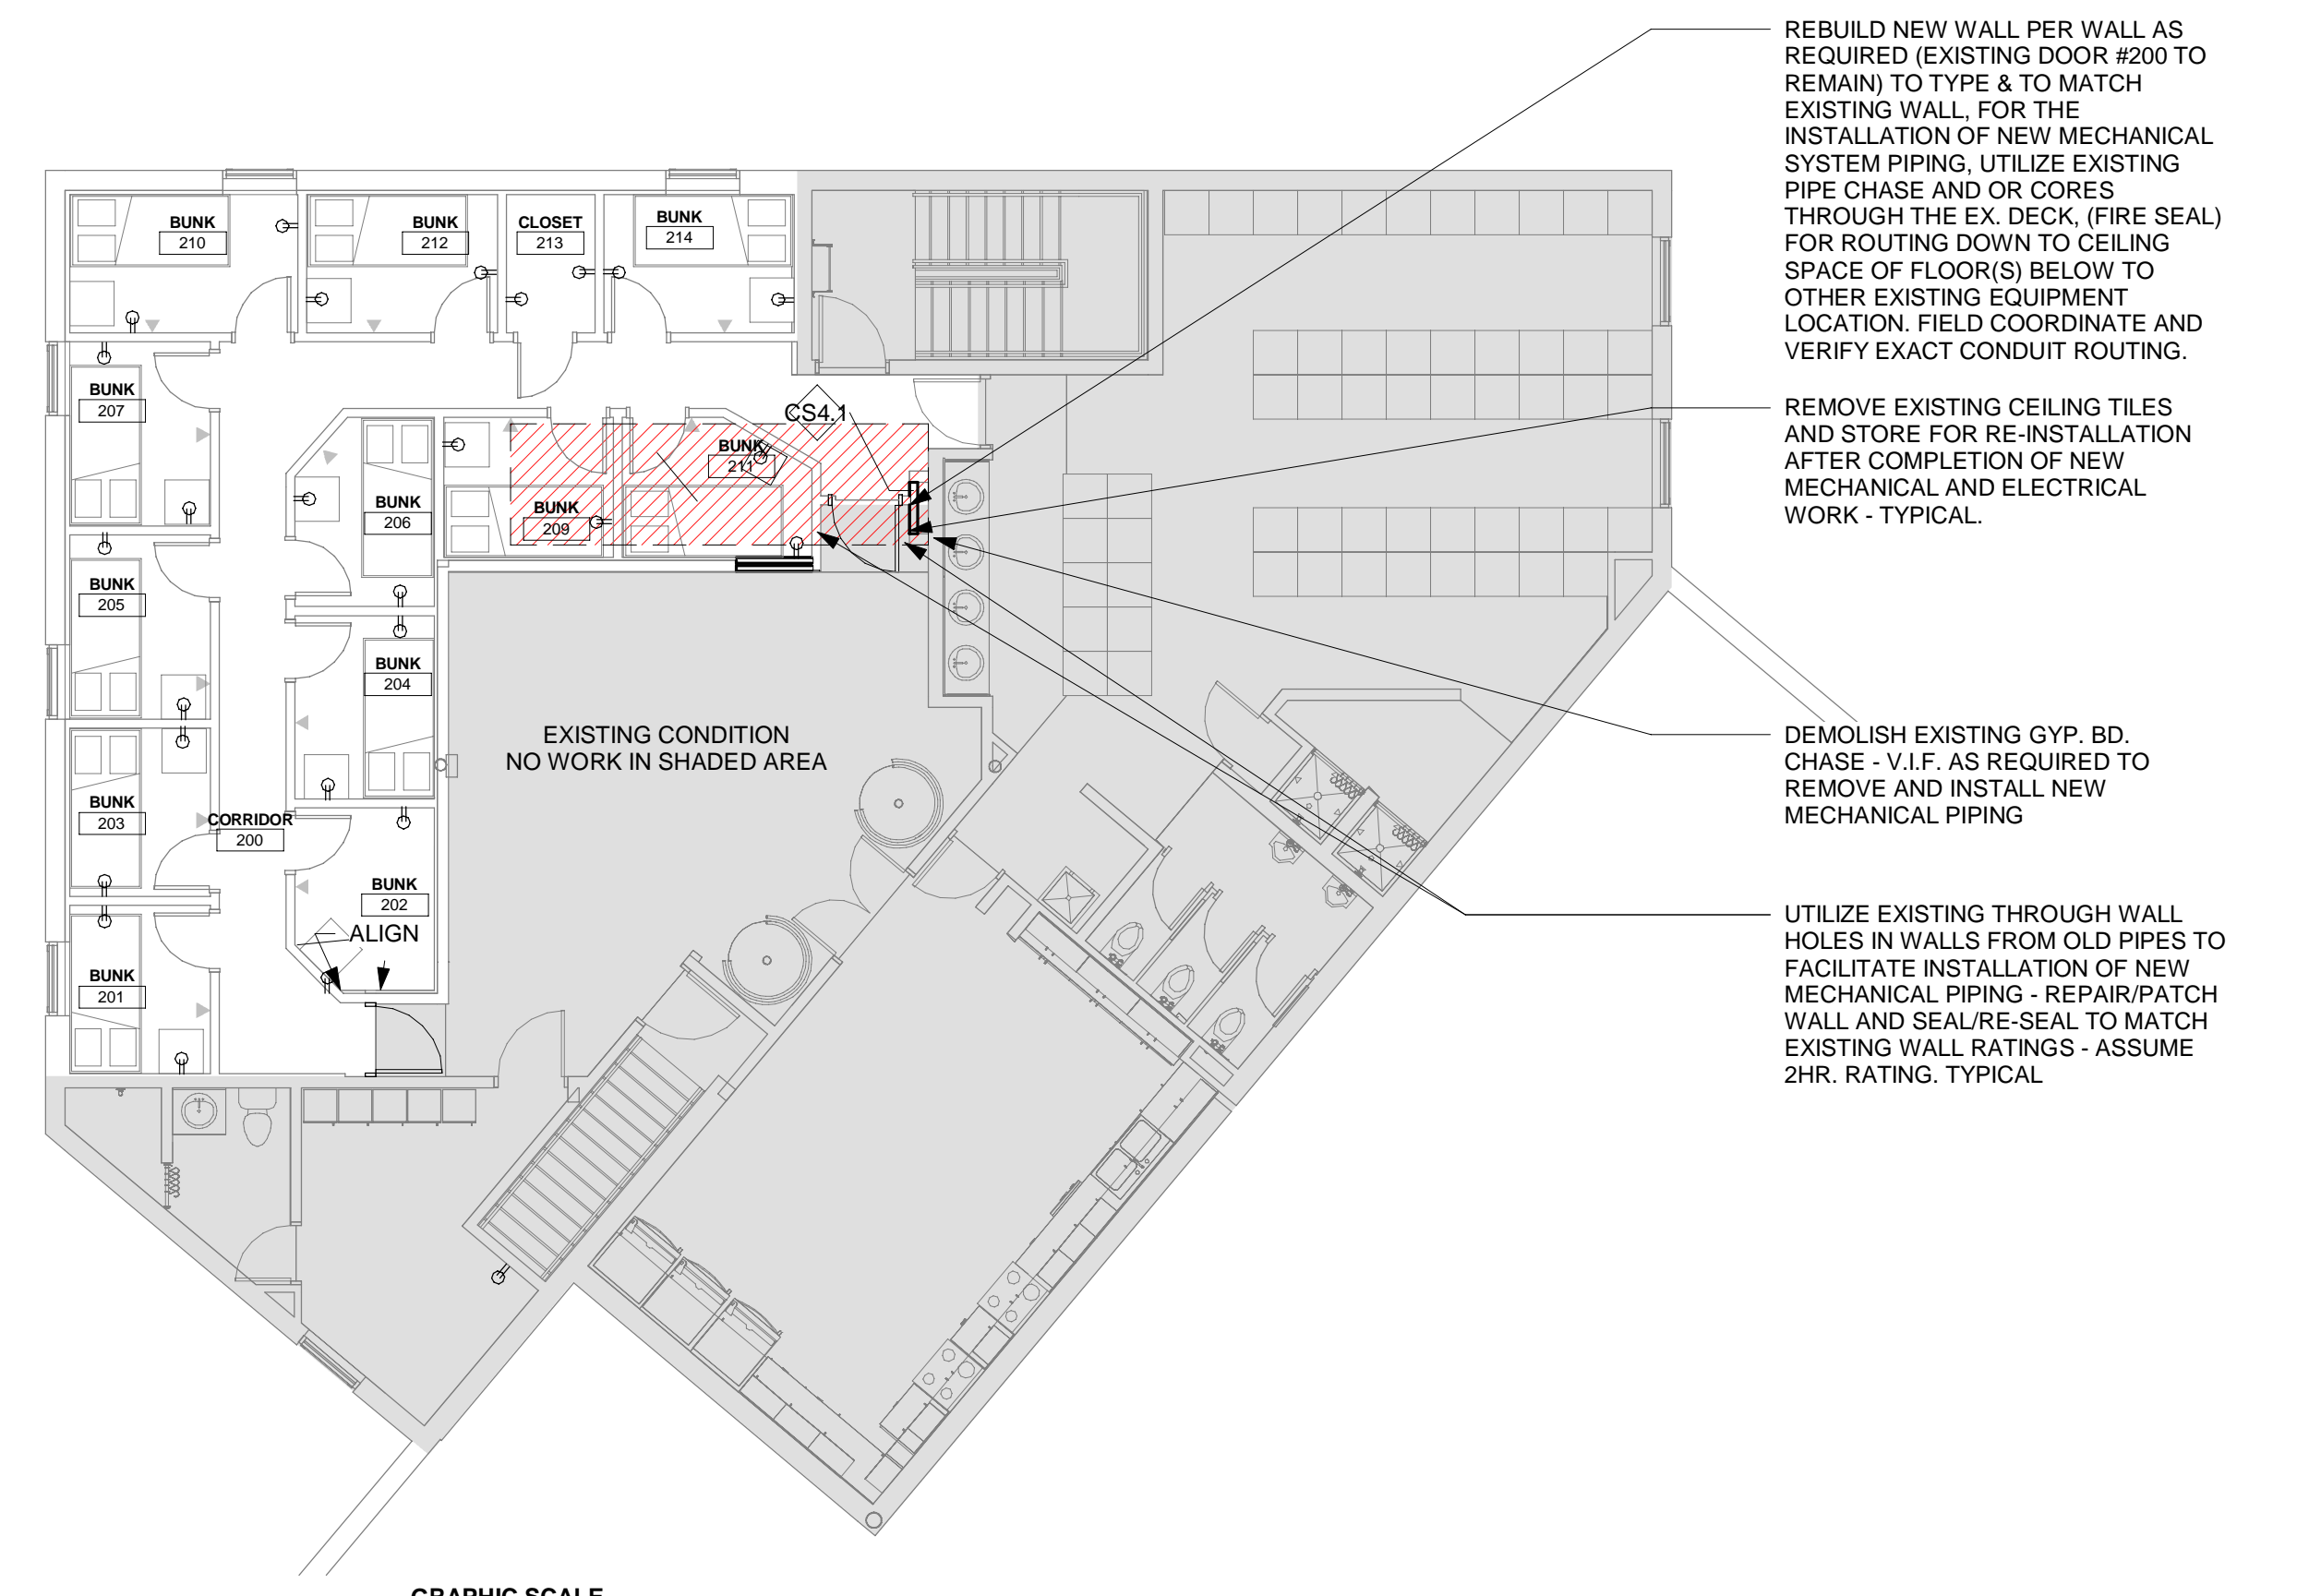 REBUILD NEW WALL PER WALL AS
REQUIRED (EXISTING DOOR #200 TO
REMAIN) TO TYPE & TO MATCH
EXISTING WALL, FOR THE
INSTALLATION OF NEW MECHANICAL
SYSTEM PIPING, UTILIZE EXISTING
PIPE CHASE AND OR CORES
THROUGH THE EX. DECK, (FIRE SEAL)
FOR ROUTING DOWN TO CEILING
SPACE OF FLOOR(S) BELOW TO
OTHER EXISTING EQUIPMENT
LOCATION. FIELD COORDINATE AND
VERIFY EXACT CONDUIT ROUTING.
REMOVE EXISTING CEILING TILES
AND STORE FOR RE-INSTALLATION
AFTER COMPLETION OF NEW
MECHANICAL AND ELECTRICAL
WORK - TYPICAL.
DEMOLISH EXISTING GYP. BD.
CHASE - V.I.F. AS REQUIRED TO
REMOVE AND INSTALL NEW
MECHANICAL PIPING
UTILIZE EXISTING THROUGH WALL
HOLES IN WALLS FROM OLD PIPES TO
FACILITATE INSTALLATION OF NEW
MECHANICAL PIPING - REPAIR/PATCH
WALL AND SEAL/RE-SEAL TO MATCH
EXISTING WALL RATINGS - ASSUME
2HR. RATING. TYPICAL
BUNK
210
BUNK
212
CLOSET
213
BUNK
214
BUNK
207
CS4.1
BUNK
211
BUNK
206
BUNK
209
BUNK
205
BUNK
204
EXISTING CONDITION
NO WORK IN SHADED AREA
BUNK
203
CORRIDOR
200
BUNK
202
ALIGN
BUNK
201
GRAPHIC SCALE